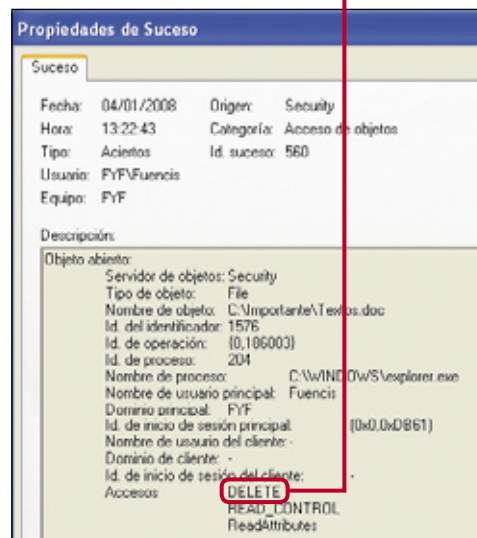 Propiedades de Suceso
Suceso
Fecha: 04/01/2008 Origen: Security
Hora: 13:22:43 Categoría: Acceso de objetos
Tipo: Aciertos Id. suceso: 560
Usuario: FYF\Fuencis
Equipo: FYF
Descripción:
Objeto abierto:
Servidor de objetos: Security
Tipo de objeto: File
Nombre de objeto: C:\Importante\Textos.doc
Id. del identificador: 1576
Id. de operación: {0,186003}
Id. de proceso: 204
Nombre de proceso: C:\WINDOWS\explorer.exe
Nombre de usuario principal: Fuencis
Dominio principal: FYF
Id. de inicio de sesión principal: (0x0,0xDB61)
Nombre de usuario del cliente: -
Dominio de cliente: -
Id. de inicio de sesión del cliente: -
Accesos DELETE
READ_CONTROL
ReadAttributes